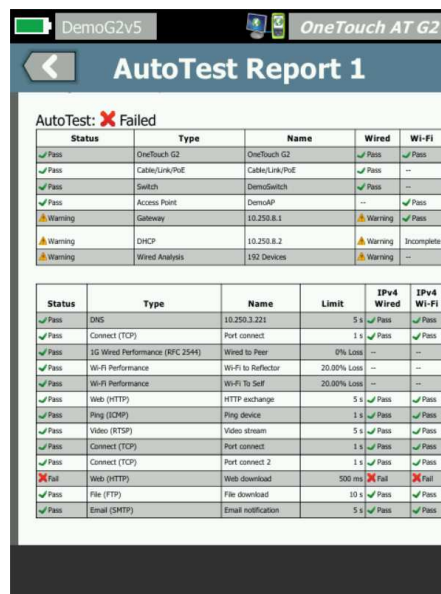 DemoG2v5 OneTouch AT G2
AutoTest Report 1
AutoTest: Failed
Status Type Name Wired Wi-Fi
Pass OneTouch G2 OneTouch G2 Pass Pass
Pass Cable/Link/PoE Cable/Link/PoE Pass --
Pass Switch DemoSwitch Pass --
Pass Access Point DemoAP -- Pass
Warning Gateway 10.250.8.1 Warning Pass
Warning DHCP 10.250.8.2 Warning Incomplete
Warning Wired Analysis 192 Devices Warning --
Status Type Name Limit IPv4 Wired IPv4 Wi-Fi
Pass DNS 10.250.3.221 5 s Pass Pass
Pass Connect (TCP) Port connect 1 s Pass Pass
Pass 1G Wired Performance (RFC 2544) Wired to Peer 0% Loss -- --
Pass Wi-Fi Performance Wi-Fi to Reflector 20.00% Loss -- --
Pass Wi-Fi Performance Wi-Fi To Self 20.00% Loss -- --
Pass Web (HTTP) HTTP exchange 5 s Pass Pass
Pass Ping (ICMP) Ping device 1 s Pass Pass
Pass Video (RTSP) Video stream 5 s Pass Pass
Pass Connect (TCP) Port connect 1 s Pass Pass
Pass Connect (TCP) Port connect 2 1 s Pass Pass
Fail Web (HTTP) Web download 500 ms Fail Fail
Pass File (FTP) File download 10 s Pass Pass
Pass Email (SMTP) Email notification 5 s Pass Pass